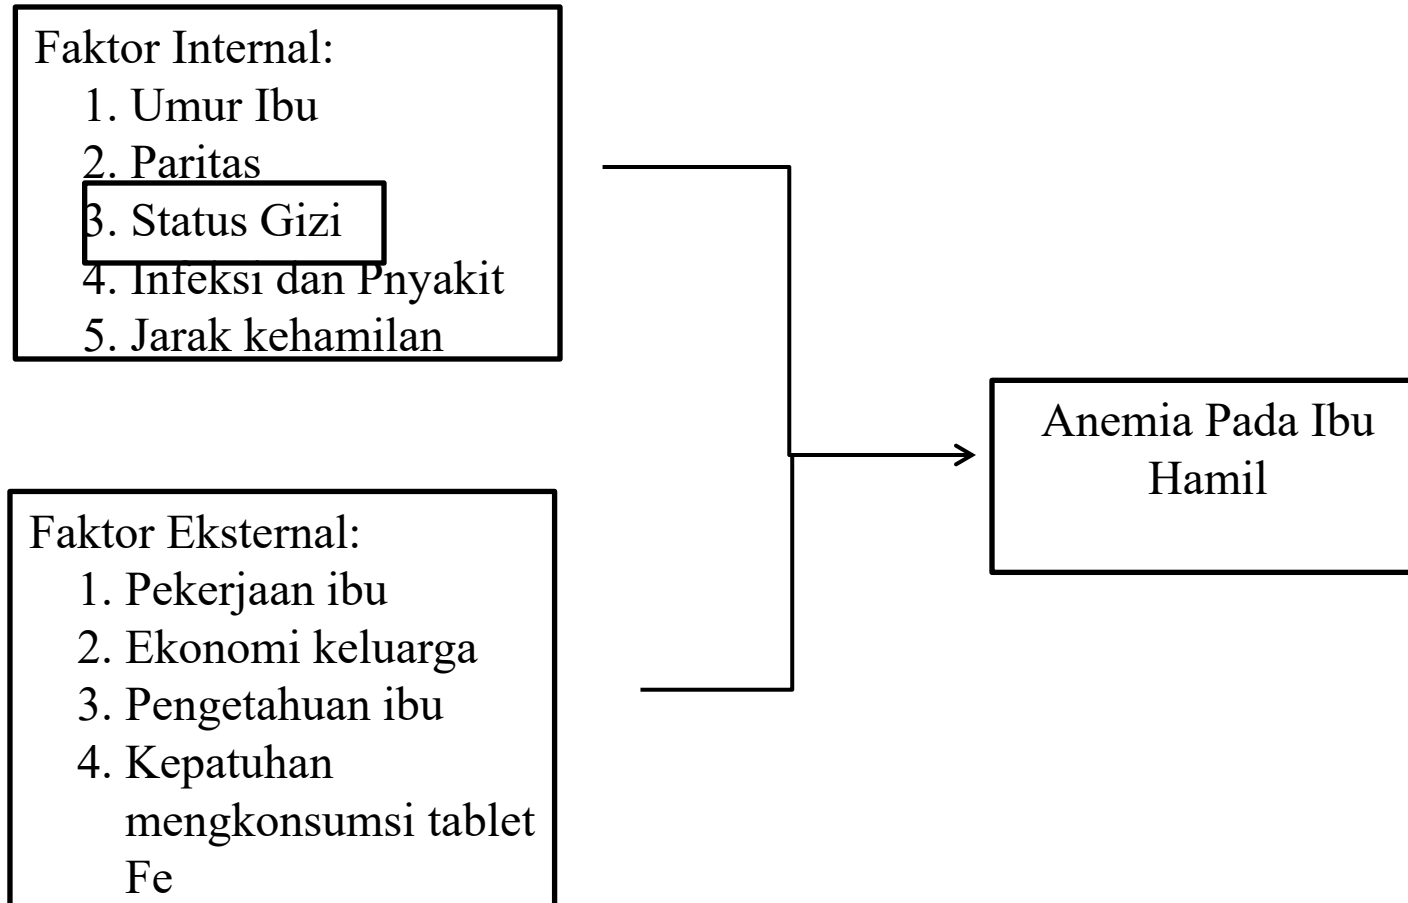 Faktor Internal:
1. Umur Ibu
2. Paritas
3. Status Gizi
4. Infeksi dan Pnyakit
5. Jarak kehamilan
Anemia Pada Ibu
Hamil
Faktor Eksternal:
1. Pekerjaan ibu
2. Ekonomi keluarga
3. Pengetahuan ibu
4. Kepatuhan
mengkonsumsi tablet
Fe